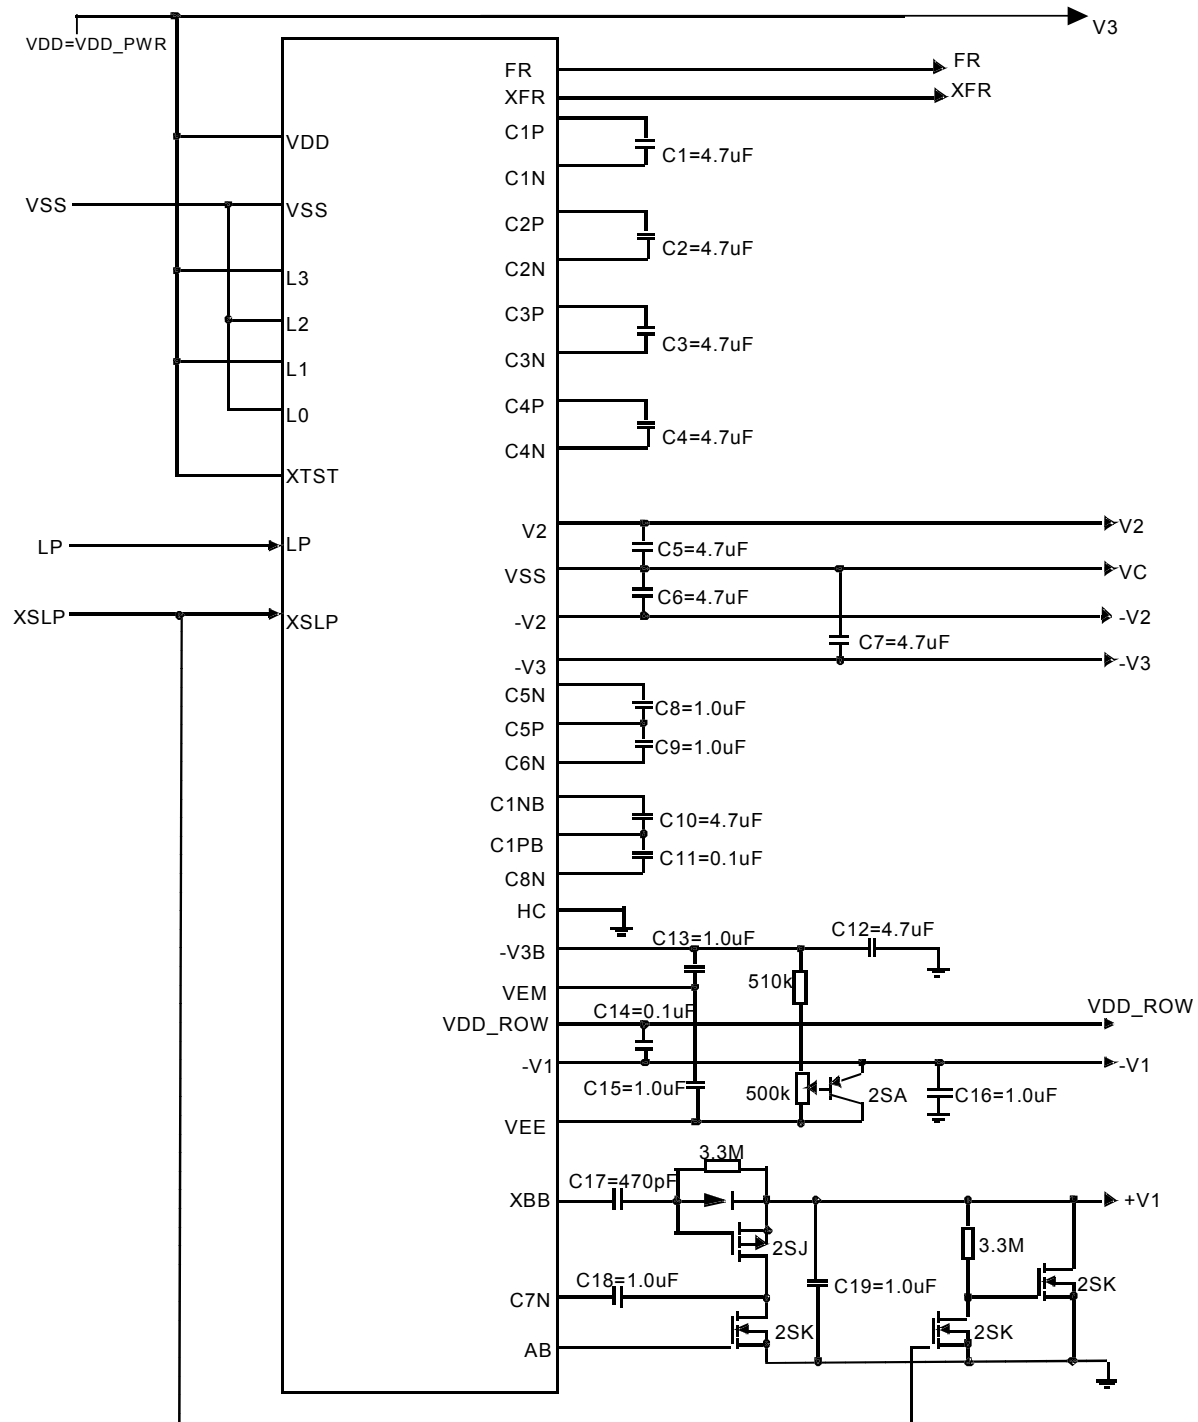 V3
VDD=VDD_PWR
FR
FR
XFR
XFR
C1P
C1=4.7uF
VDD
C1N
VSS
VSS
C2P
C2=4.7uF
C2N
L3
C3P
L2
C3=4.7uF
C3N
L1
C4P
L0
C4=4.7uF
C4N
XTST
V2
V2
LP
LP
C5=4.7uF
VSS
VC
C6=4.7uF
XSLP
XSLP
-V2
-V2
C7=4.7uF
-V3
-V3
C5N
C8=1.0uF
C5P
C9=1.0uF
C6N
C1NB
C10=4.7uF
C1PB
C11=0.1uF
C8N
HC
C12=4.7uF
C13=1.0uF
-V3B
510k
VEM
C14=0.1uF
VDD_ROW
VDD_ROW
-V1
-V1
C15=1.0uF
500k
2SA
C16=1.0uF
VEE
3.3M
C17=470pF
XBB
+V1
2SJ
3.3M
C18=1.0uF
C19=1.0uF
2SK
C7N
2SK
2SK
AB